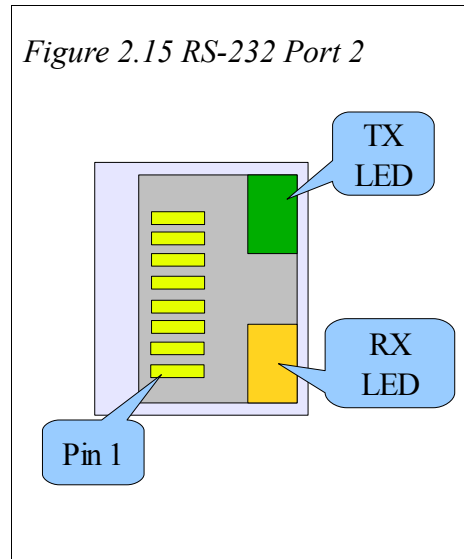 Figure 2.15 RS-232 Port 2
TX
LED
RX
LED
Pin 1